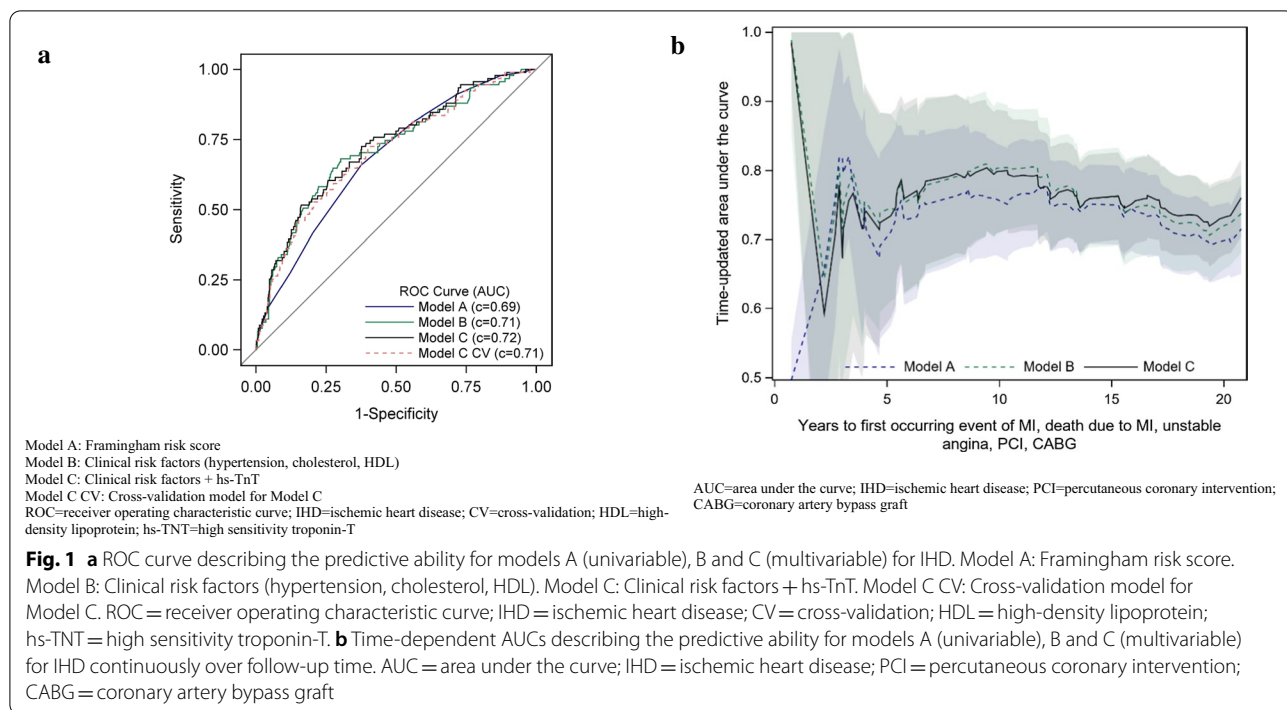 a
1.00
0.75
0.50
0.25
0.00
Sensitivity
ROC Curve (AUC)
Model A (c=0.69)
Model B (c=0.71)
Model C (c=0.72)
Model C CV (c=0.71)
0.00 0.25 0.50 0.75 1.00
1-Specificity
Model A: Framingham risk score
Model B: Clinical risk factors (hypertension, cholesterol, HDL)
Model C: Clinical risk factors + hs-TnT
Model C CV: Cross-validation model for Model C
ROC=receiver operating characteristic curve; IHD=ischemic heart disease; CV=cross-validation; HDL=high-
density lipoprotein; hs-TNT=high sensitivity troponin-T
b
1.0
0.9
0.8
0.7
0.6
0.5
Time-updated area under the curve
Model A Model B Model C
0 5 10 15 20
Years to first occurring event of MI, death due to MI, unstable
angina, PCI, CABG
AUC=area under the curve; IHD=ischemic heart disease; PCI=percutaneous coronary intervention;
CABG=coronary artery bypass graft
Fig. 1 a ROC curve describing the predictive ability for models A (univariable), B and C (multivariable) for IHD. Model A: Framingham risk score.
Model B: Clinical risk factors (hypertension, cholesterol, HDL). Model C: Clinical risk factors + hs-TnT. Model C CV: Cross-validation model for
Model C. ROC = receiver operating characteristic curve; IHD = ischemic heart disease; CV = cross-validation; HDL = high-density lipoprotein;
hs-TNT = high sensitivity troponin-T. b Time-dependent AUCs describing the predictive ability for models A (univariable), B and C (multivariable)
for IHD continuously over follow-up time. AUC = area under the curve; IHD = ischemic heart disease; PCI = percutaneous coronary intervention;
CABG = coronary artery bypass graft